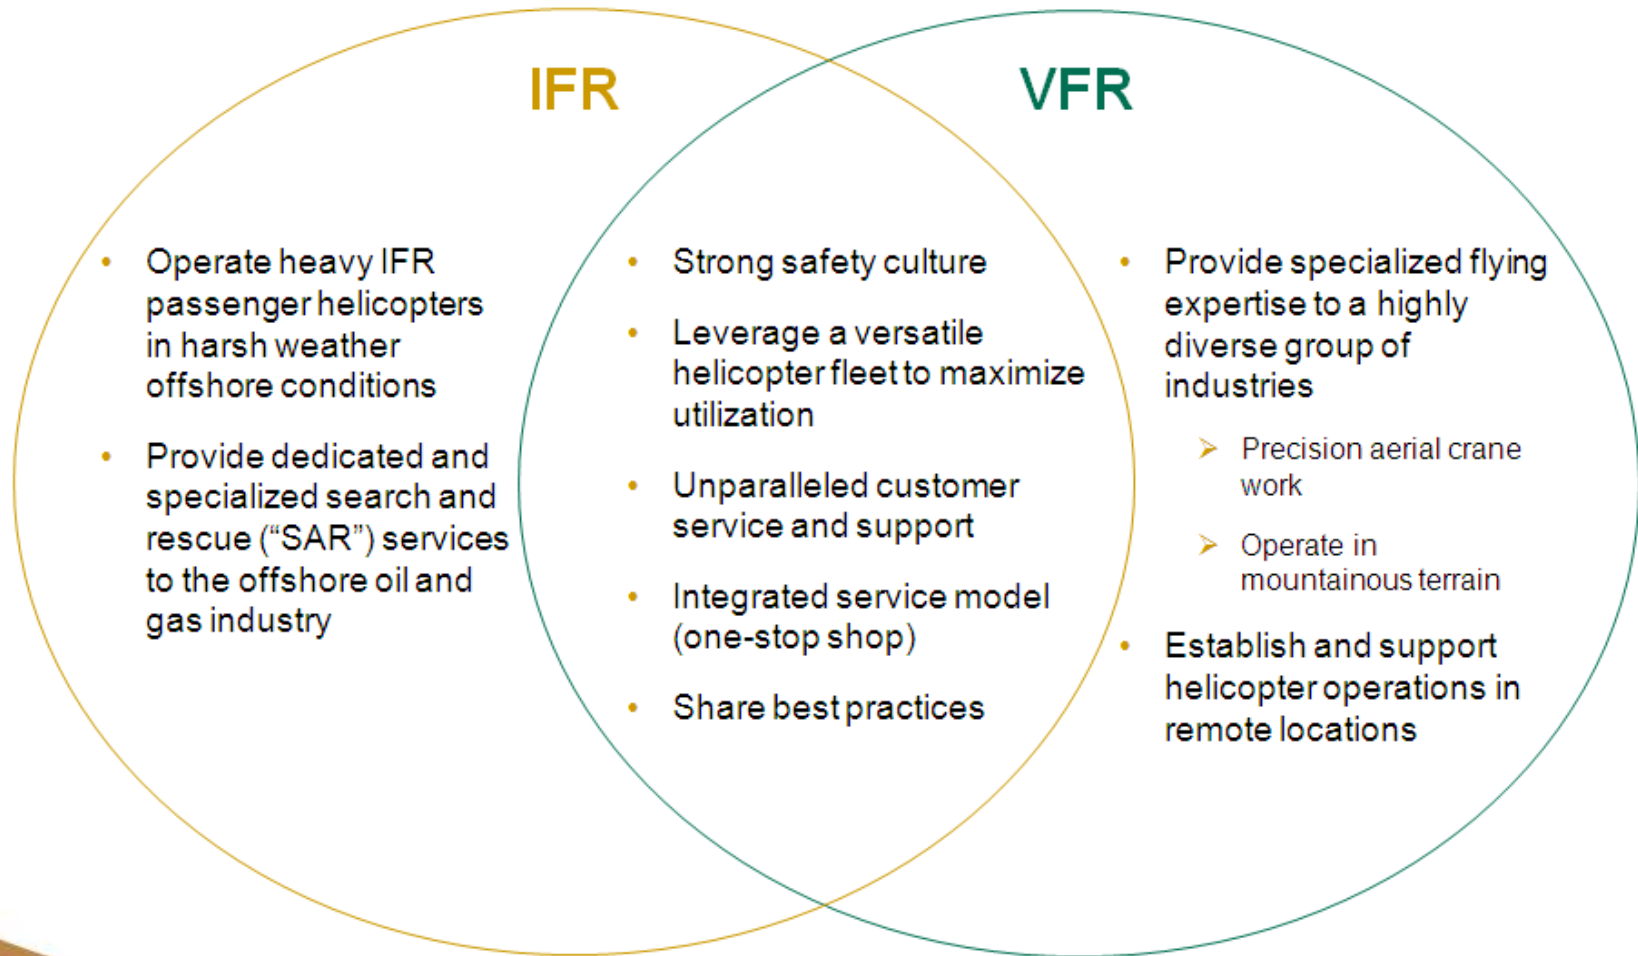 IFR
VFR
• Operate heavy IFR
passenger helicopters
in harsh weather
offshore conditions
• Provide dedicated and
specialized search and
rescue (“SAR”) services
to the offshore oil and
gas industry
• Strong safety culture
• Leverage a versatile
helicopter fleet to maximize
utilization
• Unparalleled customer
service and support
• Integrated service model
(one-stop shop)
• Share best practices
• Provide specialized flying
expertise to a highly
diverse group of
industries
➢ Precision aerial crane
work
➢ Operate in
mountainous terrain
• Establish and support
helicopter operations in
remote locations